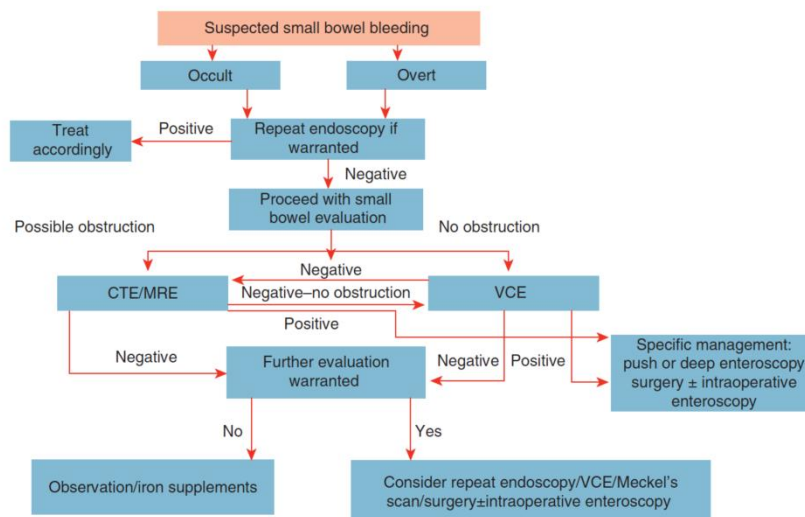 Suspected small bowel bleeding
Occult
Overt
Treat
accordingly
Positive
Repeat endoscopy if
warranted
Negative
Proceed with small
bowel evaluation
Possible obstruction
No obstruction
Negative
CTE/MRE
Negative–no obstruction
VCE
Positive
Negative
Further evaluation
warranted
Negative
Positive
Specific management:
push or deep enteroscopy
surgery ± intraoperative
enteroscopy
No
Yes
Observation/iron supplements
Consider repeat endoscopy/VCE/Meckel's
scan/surgery±intraoperative enteroscopy